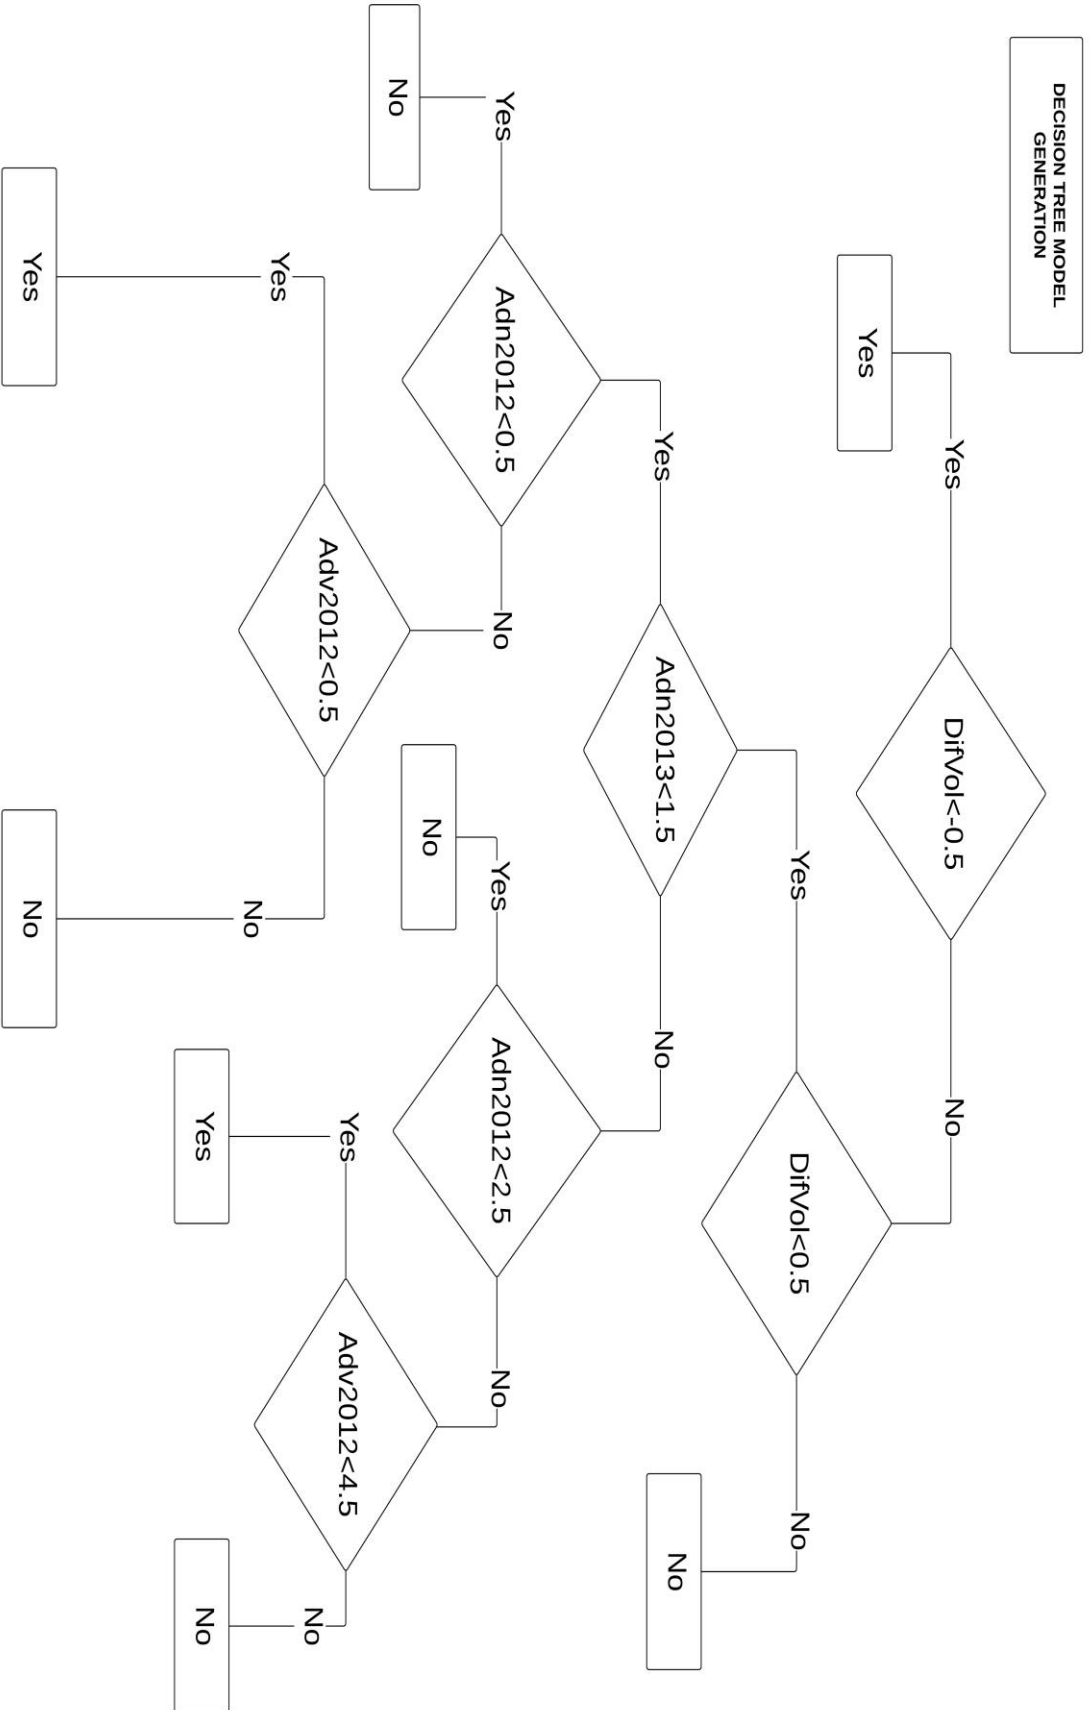 DECISION TREE MODEL
GENERATION
DifVol<-0.5
Yes
No
Yes
DifVol<0.5
Yes
No
No
Adn2013<1.5
Yes
No
Adn2012<0.5
Yes
No
No
Adn2012<2.5
Yes
No
No
Adv2012<0.5
Yes
No
Adv2012<4.5
Yes
No
Yes
No
Yes
No